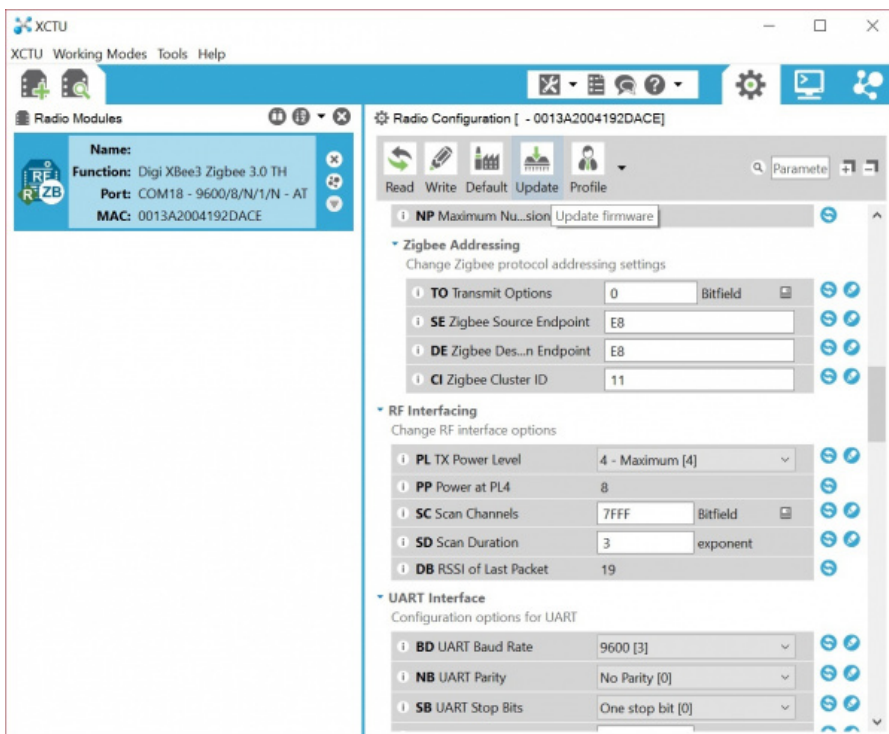 XCTU
XCTU Working Modes Tools Help
Radio Modules
Name:
Function: Digi XBee3 Zigbee 3.0 TH
Port: COM18 - 9600/8/N/1/N - AT
MAC: 0013A2004192DACE
RF
R ZB
Radio Configuration [ - 0013A2004192DACE]
Read Write Default Update Profile
Paramete
Update firmware
i NP Maximum Nu...sion
Zigbee Addressing
Change Zigbee protocol addressing settings
i TO Transmit Options 0 Bitfield
i SE Zigbee Source Endpoint E8
i DE Zigbee Des...n Endpoint E8
i CI Zigbee Cluster ID 11
RF Interfacing
Change RF interface options
i PL TX Power Level 4 - Maximum [4]
i PP Power at PL4 8
i SC Scan Channels 7FFF Bitfield
i SD Scan Duration 3 exponent
i DB RSSI of Last Packet 19
UART Interface
Configuration options for UART
i BD UART Baud Rate 9600 [3]
i NB UART Parity No Parity [0]
i SB UART Stop Bits One stop bit [0]